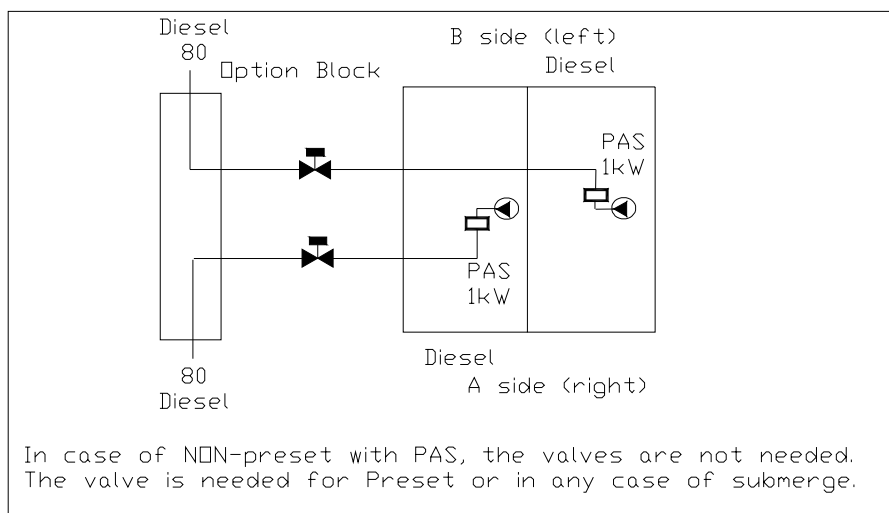 Diesel
80
B side (left)
Option Block
Diesel
PAS
1kW
PAS
1kW
80
Diesel
Diesel
A side (right)
In case of NON-preset with PAS, the valves are not needed.
The valve is needed for Preset or in any case of submerge.